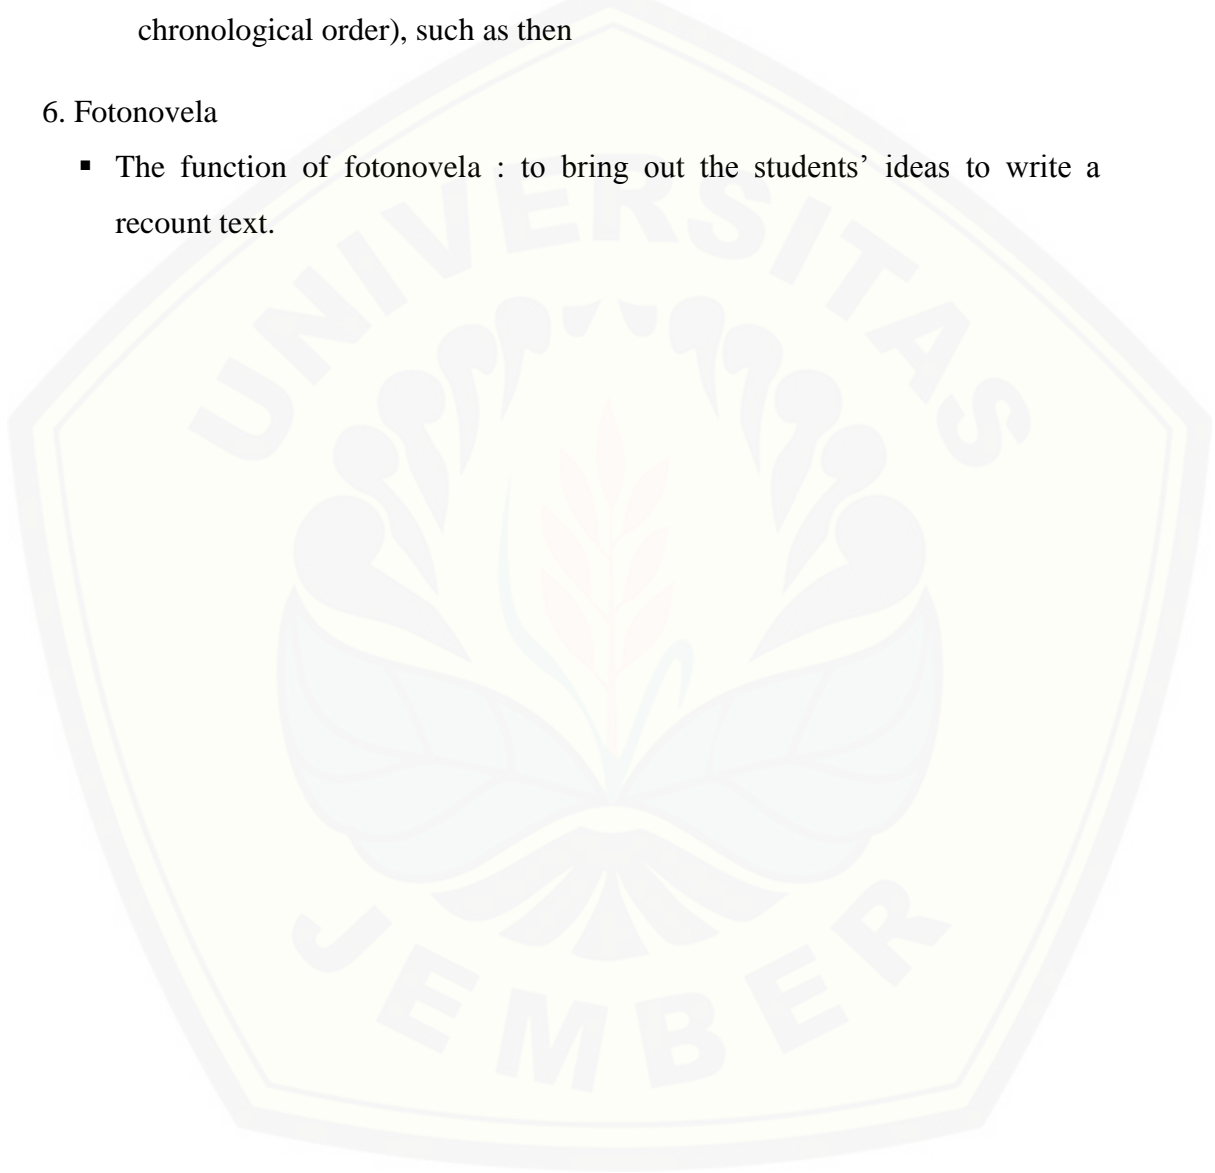 chronological order), such as then
6. Fotonovela
▪ The function of fotonovela : to bring out the students’ ideas to write a
recount text.
UNIVERSITAS
JEMBER